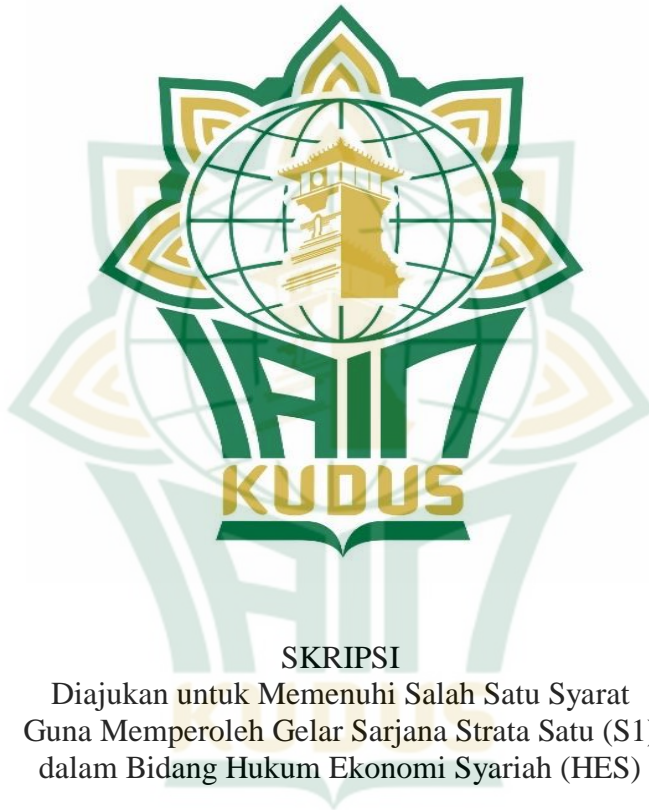 IAIN
KUDUS
SKRIPSI
Diajukan untuk Memenuhi Salah Satu Syarat
Guna Memperoleh Gelar Sarjana Strata Satu (S1)
dalam Bidang Hukum Ekonomi Syariah (HES)